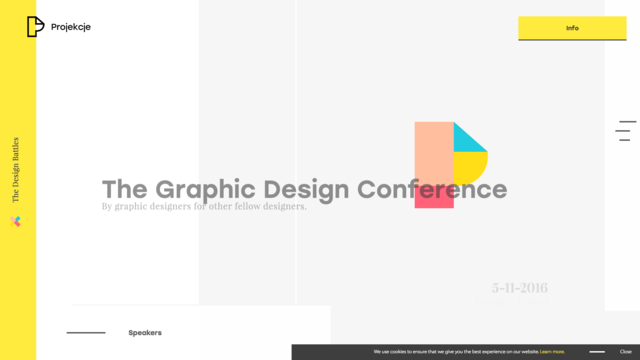 Projekcje
Info
The Design Battles
The Graphic Design Conference
By graphic designers for other fellow designers.
5-11-2016
Speakers
We use cookies to ensure that we give you the best experience on our website. Learn more.
Close